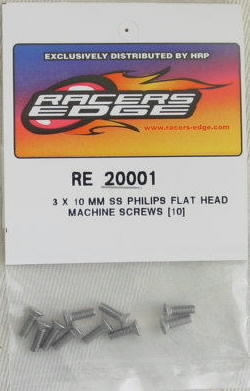 EXCLUSIVELY DISTRIBUTED BY HRP
RACERS
EDGE
www.racers-edge.com
RE 20001
3 X 10 MM SS PHILIPS FLAT HEAD
MACHINE SCREWS [10]